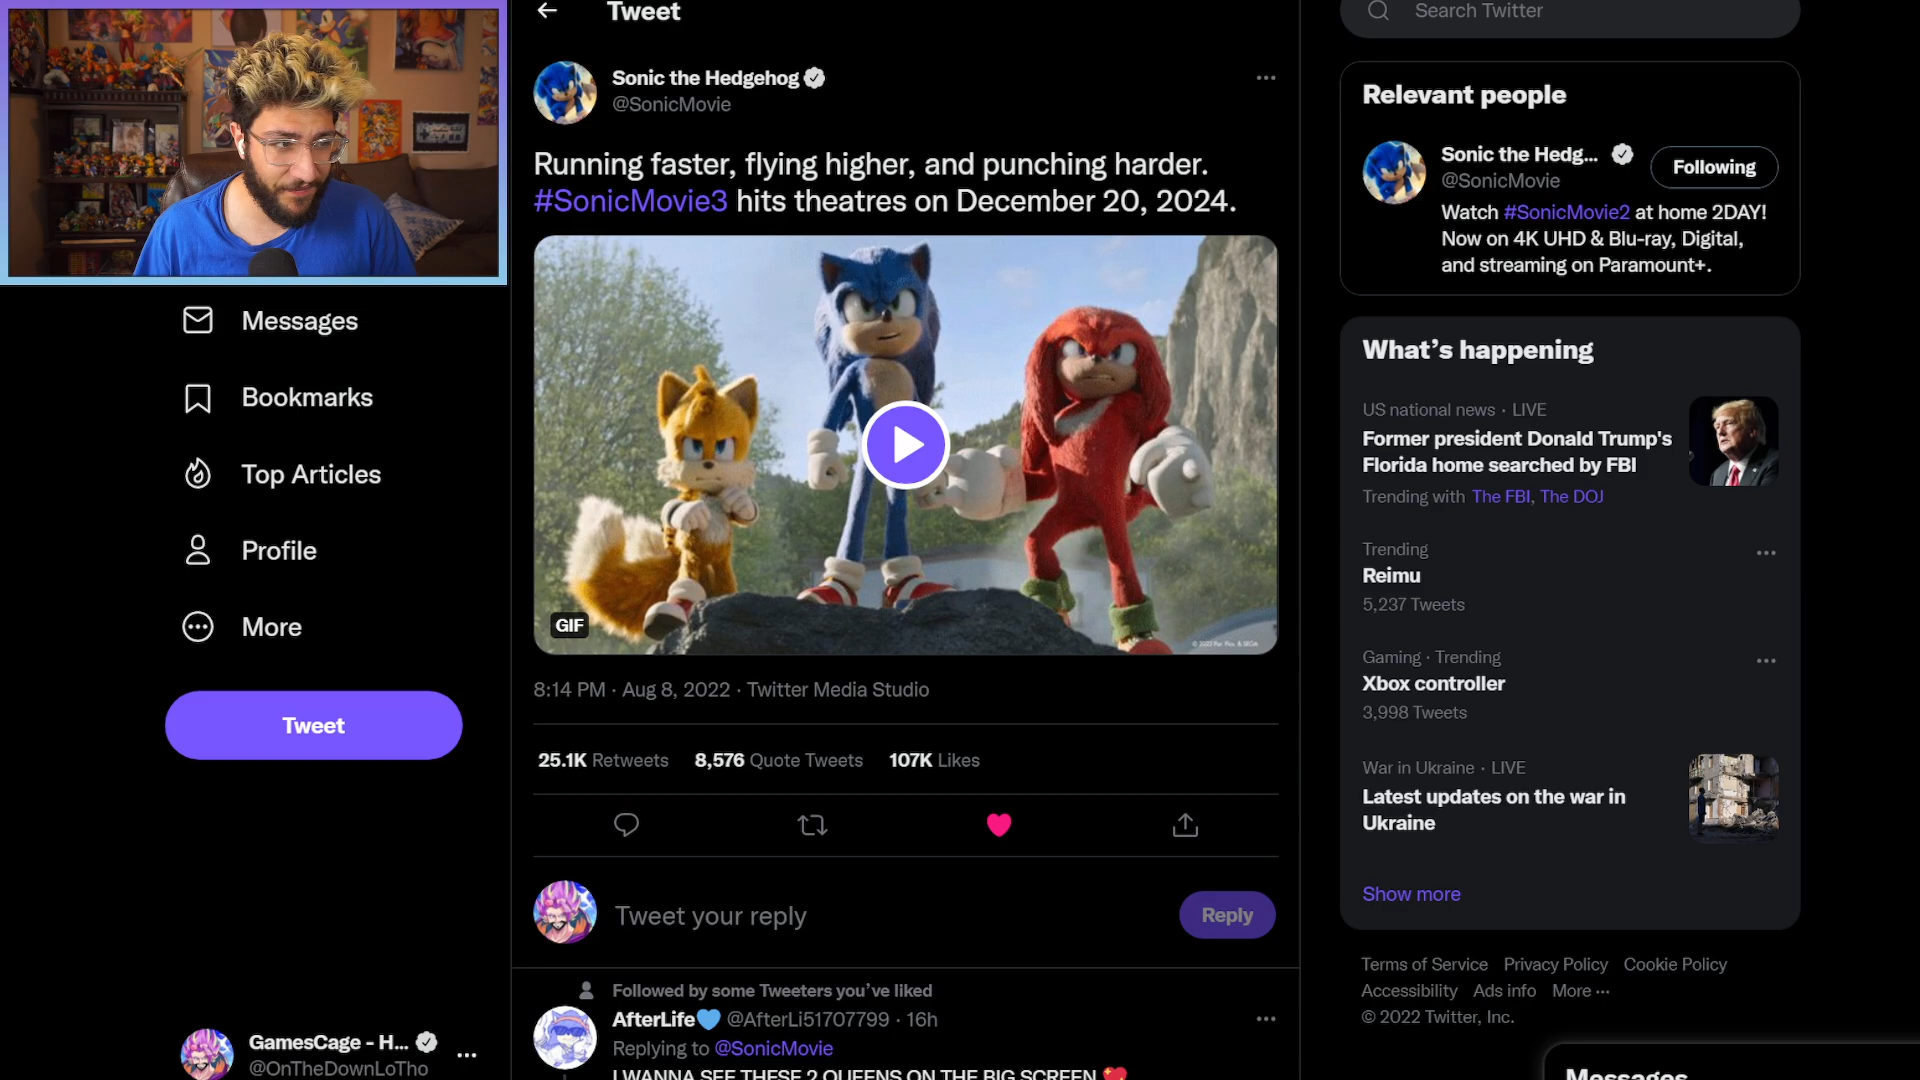 Tweet
Sonic the Hedgehog
@SonicMovie
Running faster, flying higher, and punching harder.
#SonicMovie3 hits theatres on December 20, 2024.
GIF
8:14 PM · Aug 8, 2022 · Twitter Media Studio
25.1K Retweets 8,576 Quote Tweets 107K Likes
Tweet your reply
Reply
Followed by some Tweeters you've liked
AfterLife💙 @AfterLi51707799 · 16h
Replying to @SonicMovie
I WANNA SEE THESE 2 QUEENS ON THE BIG SCREEN 💖
Messages
Bookmarks
Top Articles
Profile
More
Tweet
GamesCage - H...
@OnTheDownLoTho
Search Twitter
Relevant people
Sonic the Hedg...
@SonicMovie
Following
Watch #SonicMovie2 at home 2DAY!
Now on 4K UHD & Blu-ray, Digital,
and streaming on Paramount+.
What's happening
US national news · LIVE
Former president Donald Trump's
Florida home searched by FBI
Trending with The FBI, The DOJ
Trending
Reimu
5,237 Tweets
Gaming · Trending
Xbox controller
3,998 Tweets
War in Ukraine · LIVE
Latest updates on the war in
Ukraine
Show more
Terms of Service Privacy Policy Cookie Policy
Accessibility Ads info More ...
© 2022 Twitter, Inc.
Messages